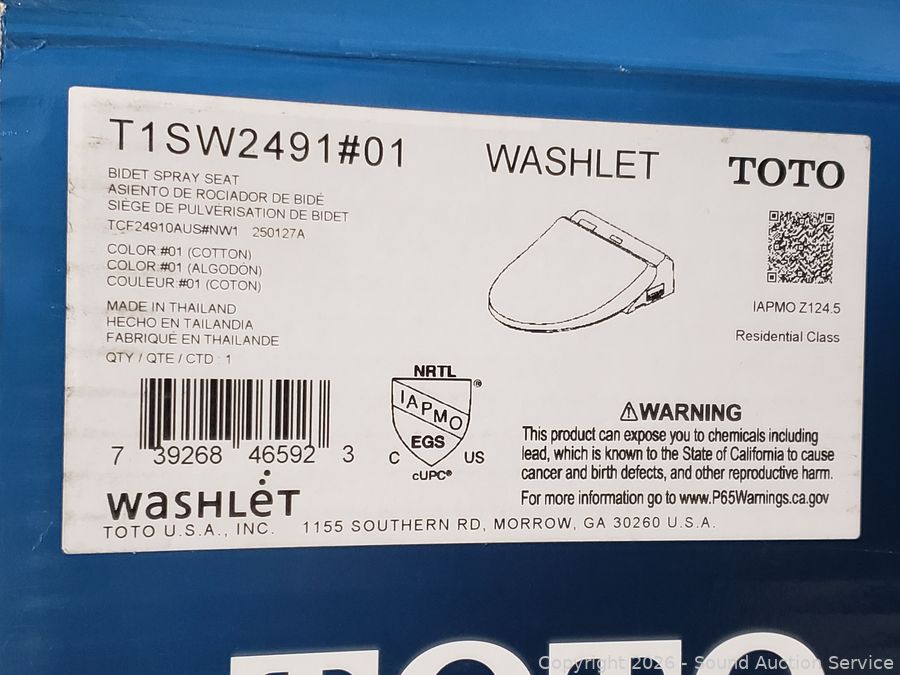 T1SW2491#01
WASHLET
TOTO
BIDET SPRAY SEAT
ASIENTO DE ROCIADOR DE BIDÉ
SIÈGE DE PULVÉRISATION DE BIDET
TCF24910AUS#NW1 250127A
COLOR #01 (COTTON)
COLOR #01 (ALGODÓN)
COULEUR #01 (COTON)
MADE IN THAILAND
HECHO EN TAILANDIA
FABRIQUÉ EN THAILANDE
QTY / QTE / CTD : 1
IAPMO Z124.5
Residential Class
7 39268 46592 3
NRTL
®
IAPMO
EGS
C US
cUPC®
⚠WARNING
This product can expose you to chemicals including
lead, which is known to the State of California to cause
cancer and birth defects, and other reproductive harm.
For more information go to www.P65Warnings.ca.gov
WASHLET
TOTO U.S.A., INC. 1155 SOUTHERN RD, MORROW, GA 30260 U.S.A.
TOTO
Copyright 2026 - Sound Auction Service